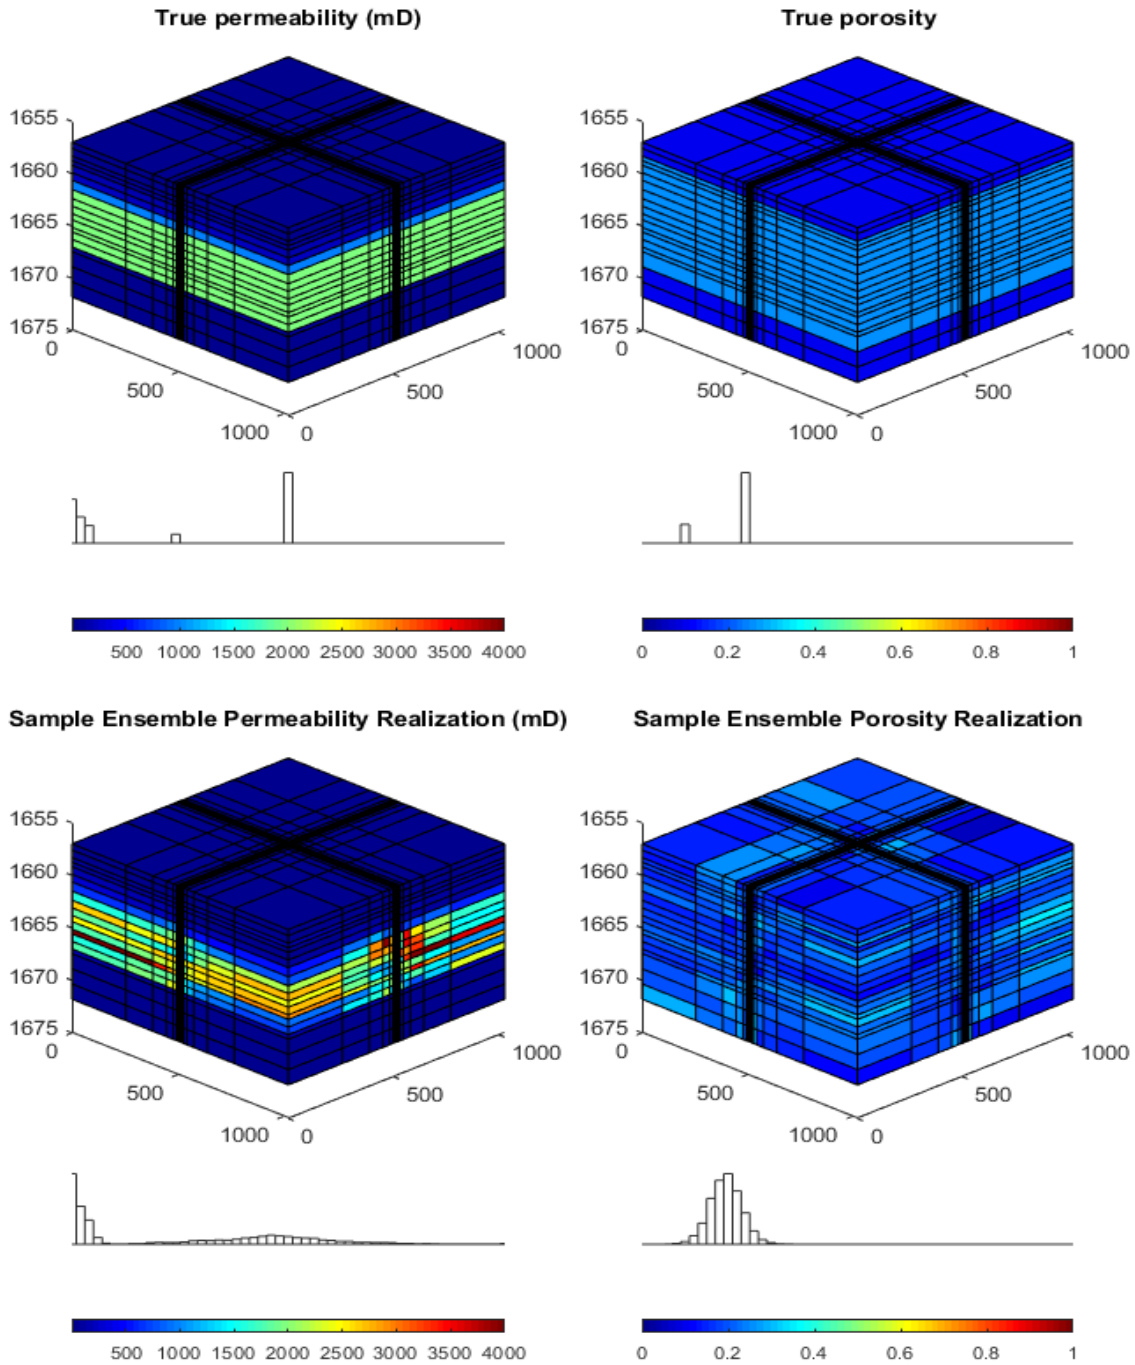 True permeability (mD) True porosity
1655 1655
1660 1660
1665 1665
1670 1670
1675 1675
0 1000 0 1000
500 500 500 500
1000 0 1000 0
500 1000 1500 2000 2500 3000 3500 4000 0 0.2 0.4 0.6 0.8 1
Sample Ensemble Permeability Realization (mD) Sample Ensemble Porosity Realization
1655 1655
1660 1660
1665 1665
1670 1670
1675 1675
0 1000 0 1000
500 500 500 500
1000 0 1000 0
500 1000 1500 2000 2500 3000 3500 4000 0 0.2 0.4 0.6 0.8 1